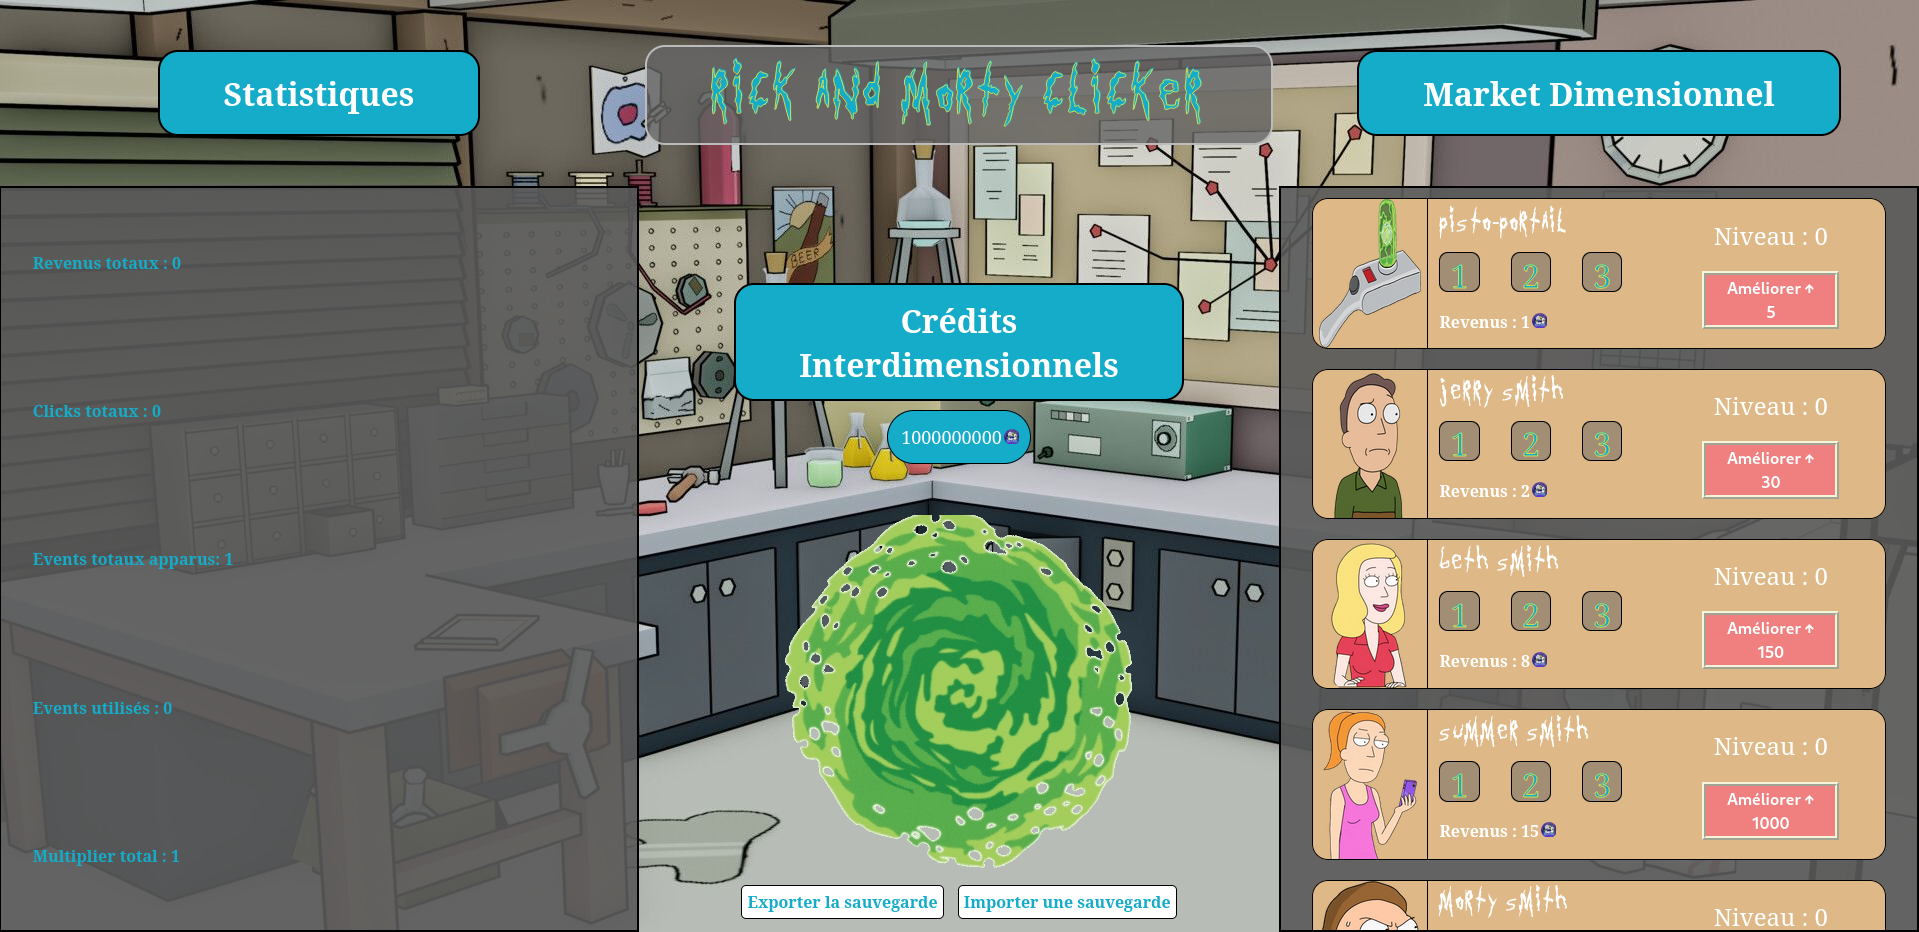 Statistiques
Rick and Morty Clicker
Market Dimensionnel
Revenus totaux : 0
Clicks totaux : 0
Events totaux apparus: 1
Events utilisés : 0
Multiplier total : 1
BEER
Crédits
Interdimensionnels
1000000000
Exporter la sauvegarde
Importer une sauvegarde
pisto-portail
Niveau : 0
1 2 3
Améliorer ↑
5
Revenus : 1
jerry smith
Niveau : 0
1 2 3
Améliorer ↑
30
Revenus : 2
beth smith
Niveau : 0
1 2 3
Améliorer ↑
150
Revenus : 8
summer smith
Niveau : 0
1 2 3
Améliorer ↑
1000
Revenus : 15
Morty smith
Niveau : 0